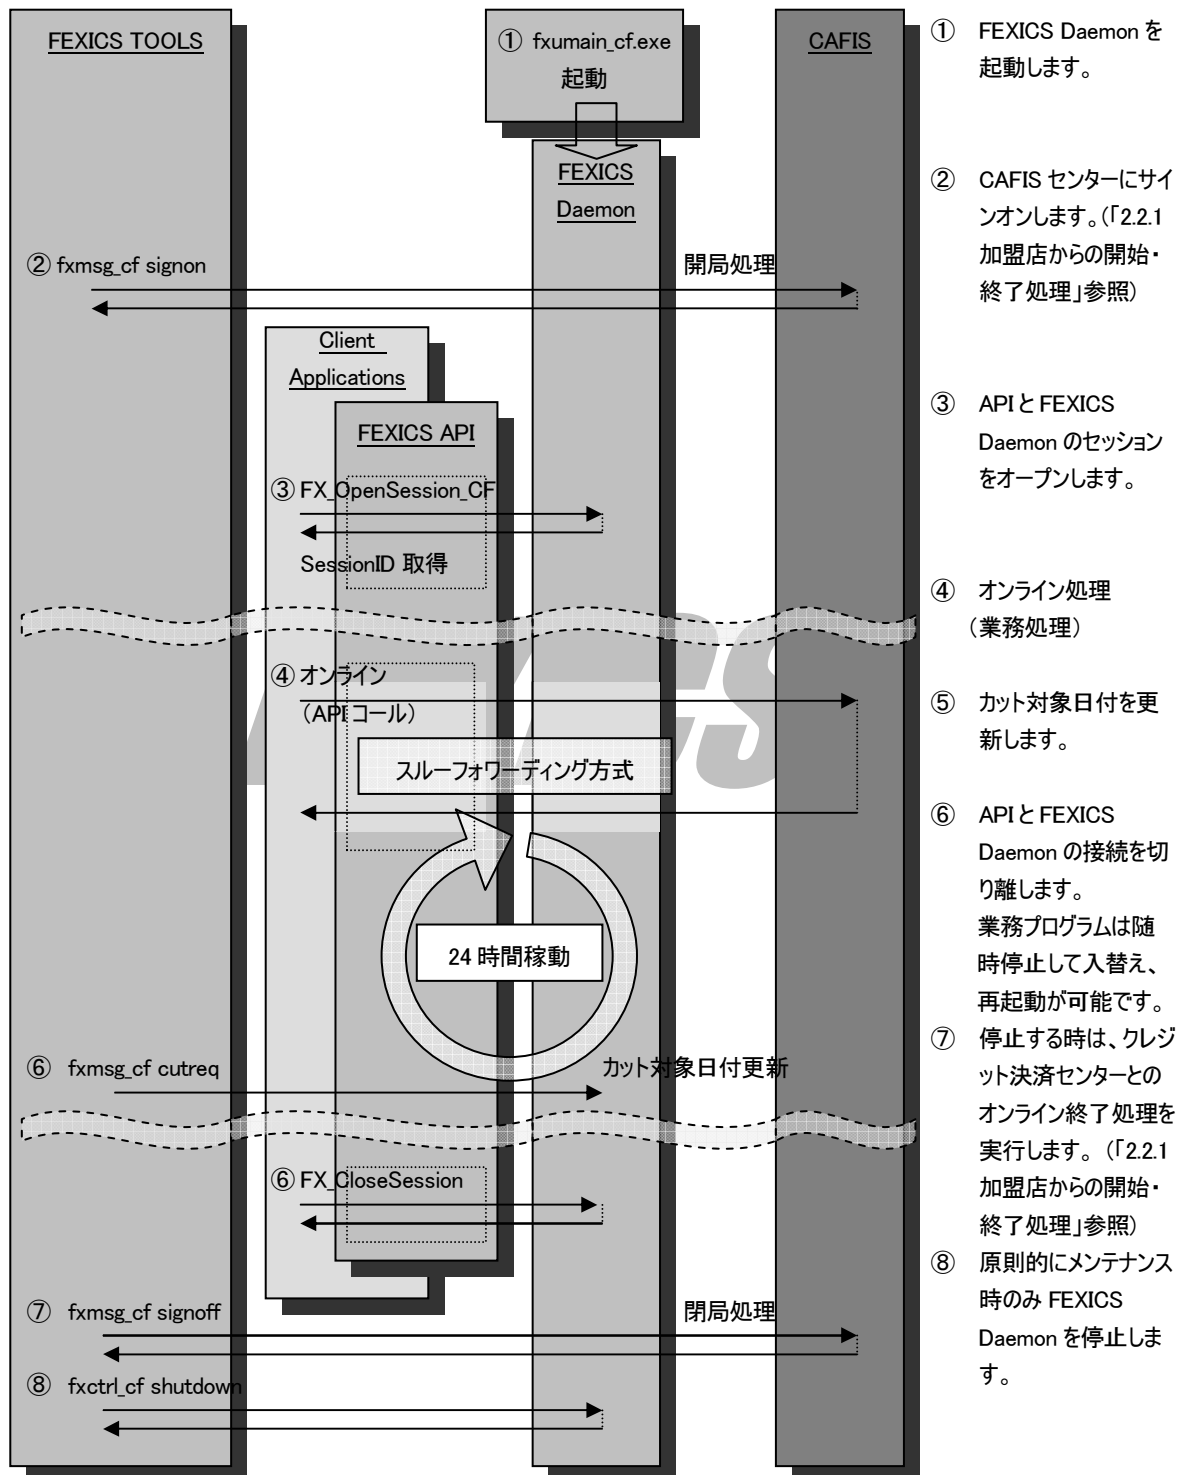 FEXICS TOOLS
① fxumain_cf.exe
起動
CAFIS
FEXICS
Daemon
② fxmsg_cf signon
開局処理
Client
Applications
FEXICS API
③ FX_OpenSession_CF
SessionID 取得
④ オンライン
（API コール）
スルーフォワーディング方式
24 時間稼動
⑥ fxmsg_cf cutreq
カット対象日付更新
⑥ FX_CloseSession
⑦ fxmsg_cf signoff
閉局処理
⑧ fxctrl_cf shutdown
① FEXICS Daemon を
起動します。
② CAFIS センターにサイ
ンオンします。（「2.2.1
加盟店からの開始・
終了処理」参照）
③ API と FEXICS
Daemon のセッション
をオープンします。
④ オンライン処理
（業務処理）
⑤ カット対象日付を更
新します。
⑥ API と FEXICS
Daemon の接続を切
り離します。
業務プログラムは随
時停止して入替え、
再起動が可能です。
⑦ 停止する時は、クレジ
ット決済センターとの
オンライン終了処理を
実行します。（「2.2.1
加盟店からの開始・
終了処理」参照）
⑧ 原則的にメンテナンス
時のみ FEXICS
Daemon を停止しま
す。